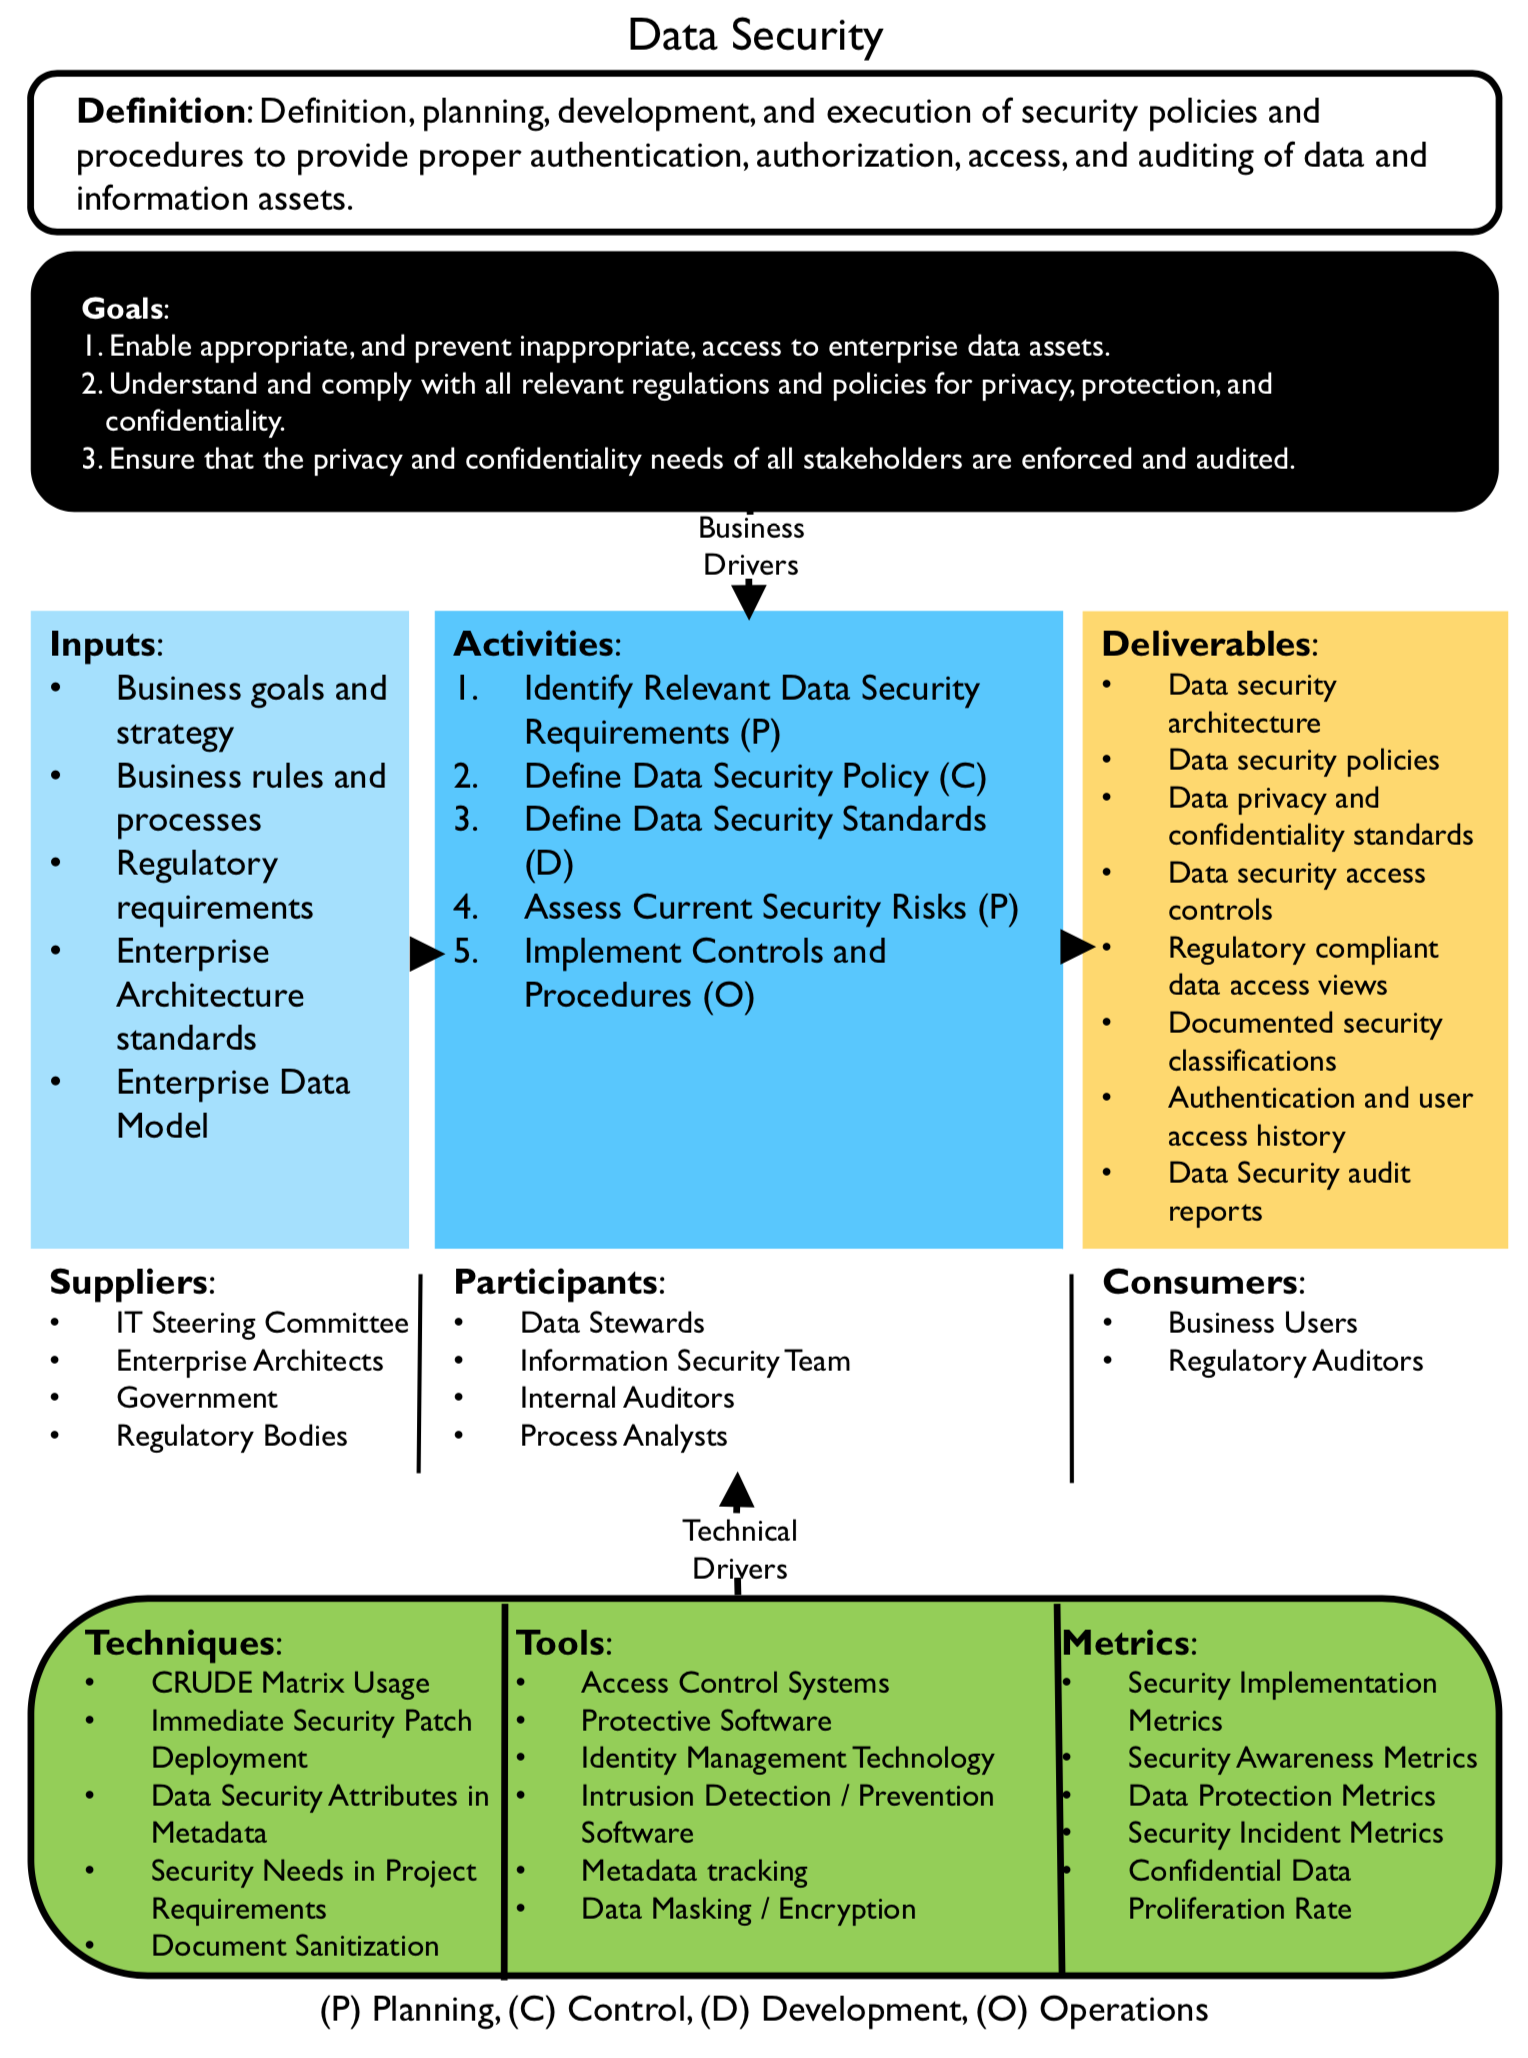 Data Security
Definition: Definition, planning, development, and execution of security policies and
procedures to provide proper authentication, authorization, access, and auditing of data and
information assets.
Goals:
1. Enable appropriate, and prevent inappropriate, access to enterprise data assets.
2. Understand and comply with all relevant regulations and policies for privacy, protection, and
confidentiality.
3. Ensure that the privacy and confidentiality needs of all stakeholders are enforced and audited.
Business
Drivers
Inputs:
• Business goals and
strategy
• Business rules and
processes
• Regulatory
requirements
• Enterprise
Architecture
standards
• Enterprise Data
Model
Activities:
1. Identify Relevant Data Security
Requirements (P)
2. Define Data Security Policy (C)
3. Define Data Security Standards
(D)
4. Assess Current Security Risks (P)
5. Implement Controls and
Procedures (O)
Deliverables:
• Data security
architecture
• Data security policies
• Data privacy and
confidentiality standards
• Data security access
controls
• Regulatory compliant
data access views
• Documented security
classifications
• Authentication and user
access history
• Data Security audit
reports
Suppliers:
• IT Steering Committee
• Enterprise Architects
• Government
• Regulatory Bodies
Participants:
• Data Stewards
• Information Security Team
• Internal Auditors
• Process Analysts
Consumers:
• Business Users
• Regulatory Auditors
Technical
Drivers
Techniques:
• CRUDE Matrix Usage
• Immediate Security Patch
Deployment
• Data Security Attributes in
Metadata
• Security Needs in Project
Requirements
• Document Sanitization
Tools:
• Access Control Systems
• Protective Software
• Identity Management Technology
• Intrusion Detection / Prevention
Software
• Metadata tracking
• Data Masking / Encryption
Metrics:
• Security Implementation
Metrics
• Security Awareness Metrics
• Data Protection Metrics
• Security Incident Metrics
• Confidential Data
Proliferation Rate
(P) Planning, (C) Control, (D) Development, (O) Operations